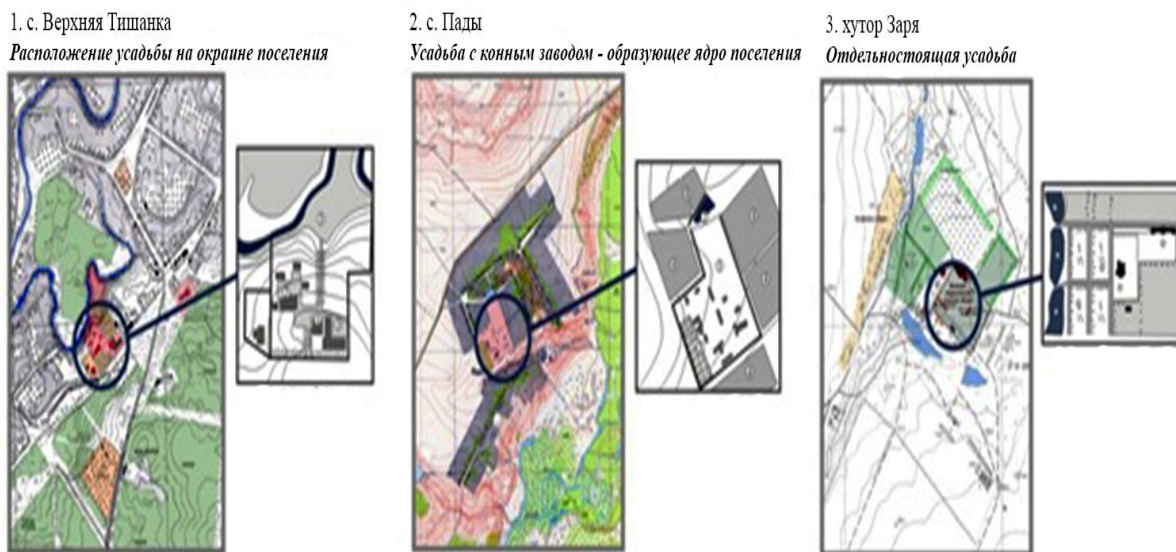 1. с. Верхняя Тишанка
Расположение усадьбы на окраине поселения
2. с. Пады
Усадьба с конным заводом - образующее ядро поселения
3. хутор Заря
Отдельностоящая усадьба